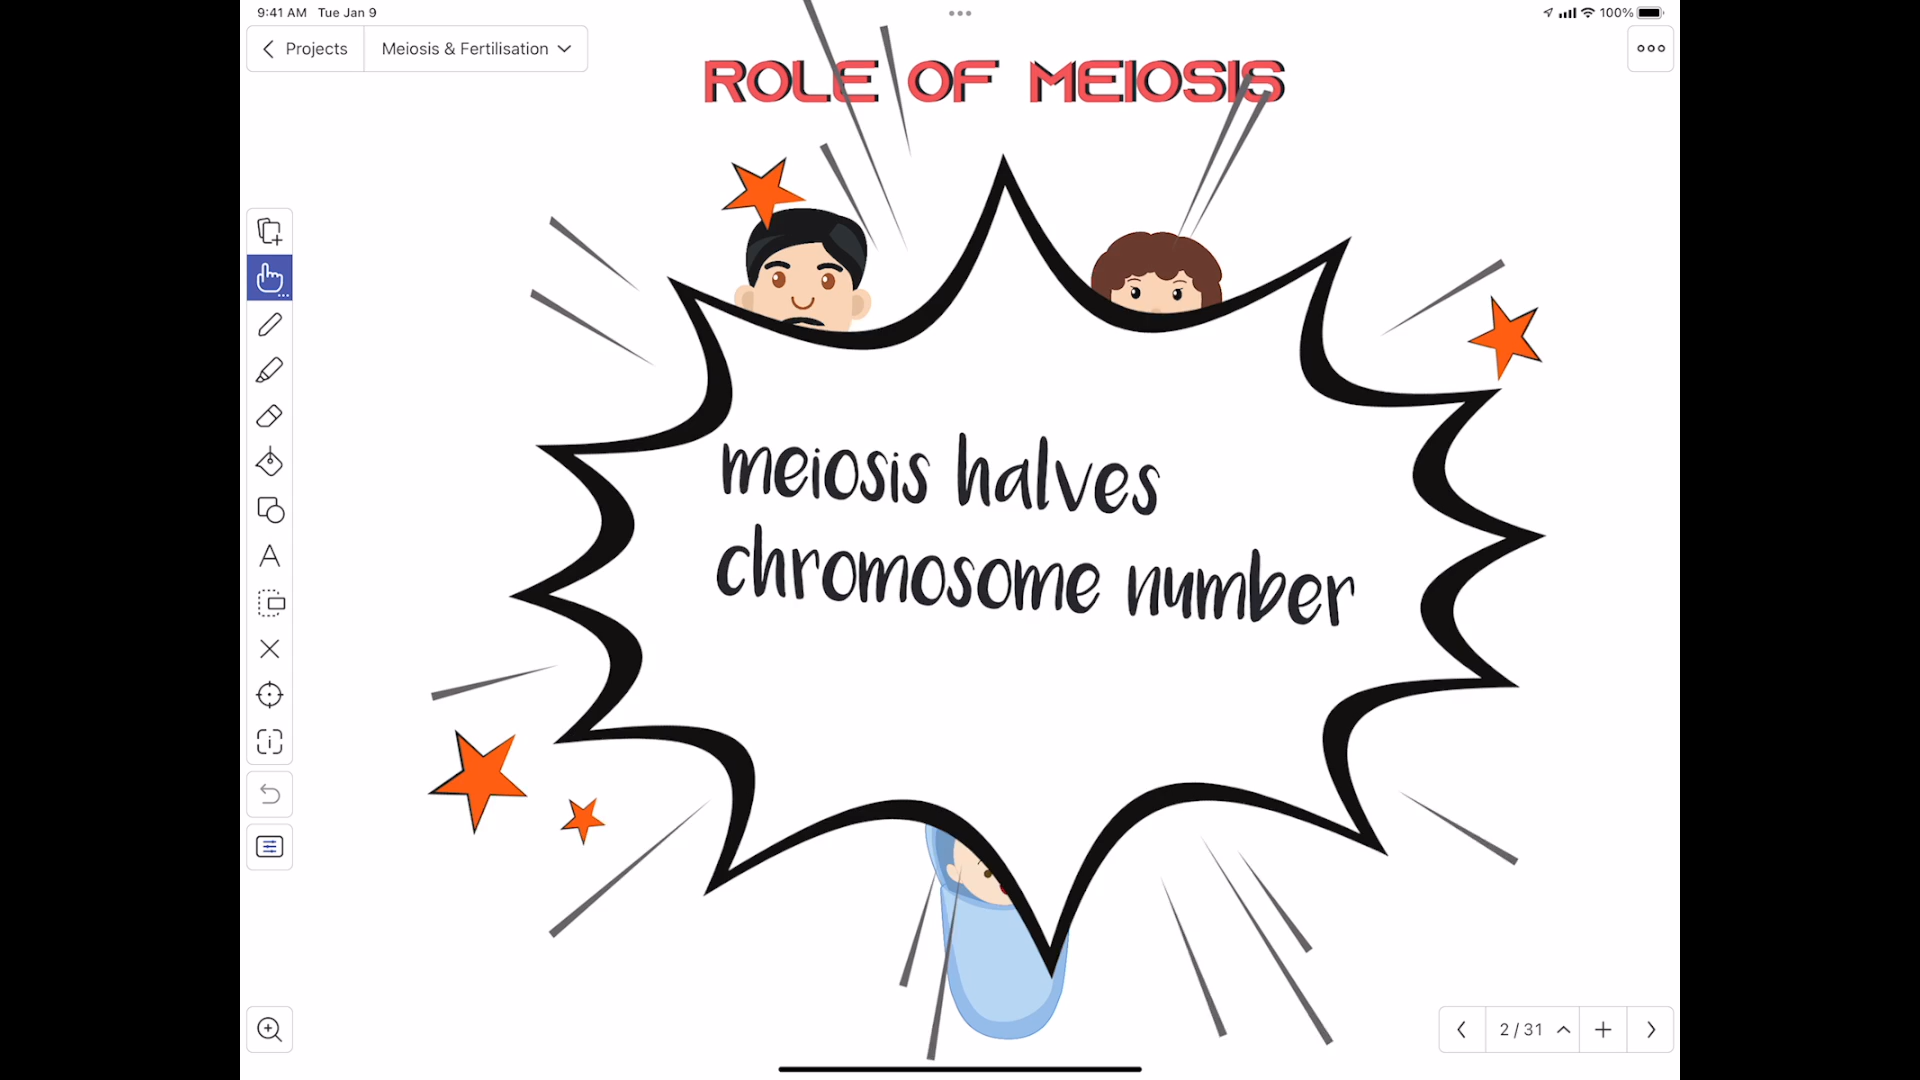 9:41 AM Tue Jan 9
100%
Projects
Meiosis & Fertilisation
ROLE OF MEIOSIS
meiosis halves
chromosome number
2 / 31